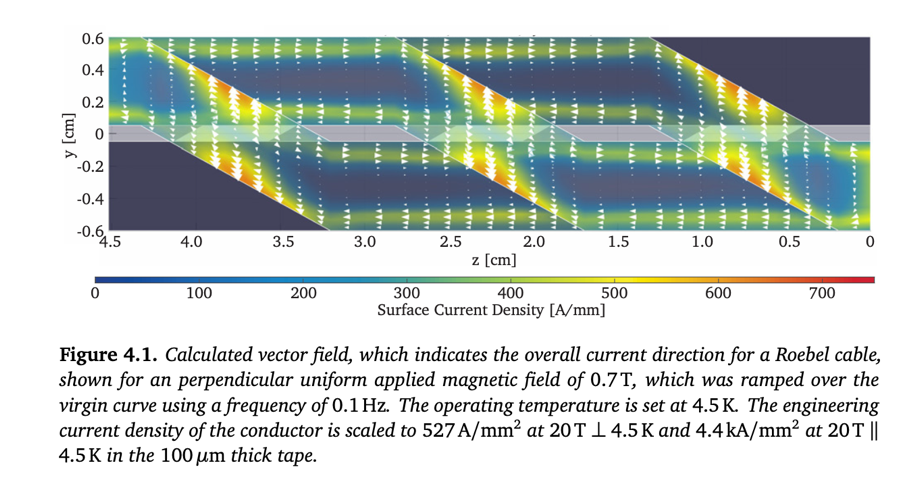 0.6
0.4
0.2
0
-0.2
-0.4
-0.6
y [cm]
4.5 4.0 3.5 3.0 2.5 2.0 1.5 1.0 0.5 0
z [cm]
0 100 200 300 400 500 600 700
Surface Current Density [A/mm]
Figure 4.1. Calculated vector field, which indicates the overall current direction for a Roebel cable,
shown for an perpendicular uniform applied magnetic field of 0.7 T, which was ramped over the
virgin curve using a frequency of 0.1 Hz. The operating temperature is set at 4.5 K. The engineering
current density of the conductor is scaled to 527 A/mm² at 20 T ⊥ 4.5 K and 4.4 kA/mm² at 20 T ||
4.5 K in the 100 μm thick tape.